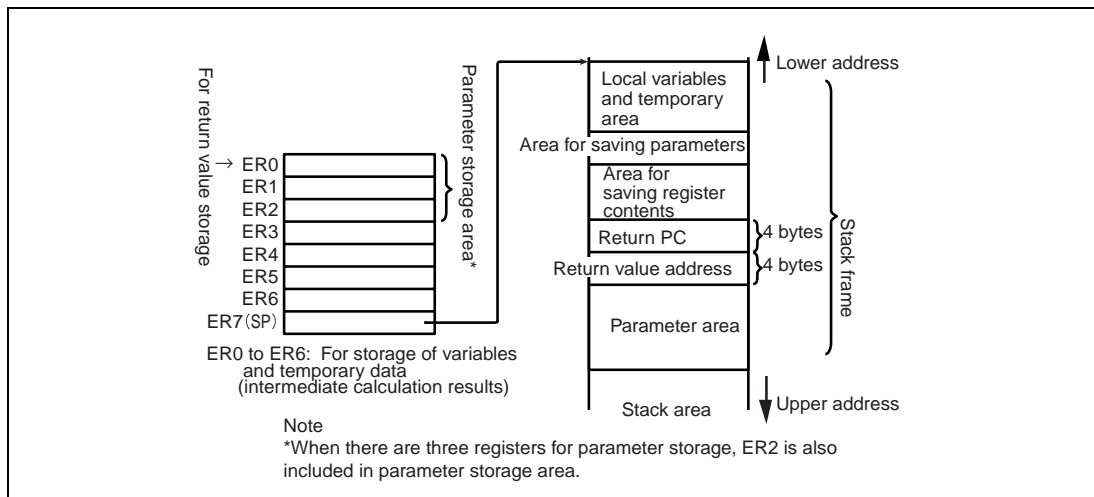 For return value storage
→ ER0
ER1
ER2
ER3
ER4
ER5
ER6
ER7(SP)
Parameter storage area*
ER0 to ER6: For storage of variables
and temporary data
(intermediate calculation results)
Local variables
and temporary
area
Area for saving parameters
Area for
saving register
contents
Return PC
4 bytes
Return value address
4 bytes
Parameter area
Stack area
Lower address
Stack frame
Upper address
Note
*When there are three registers for parameter storage, ER2 is also
included in parameter storage area.